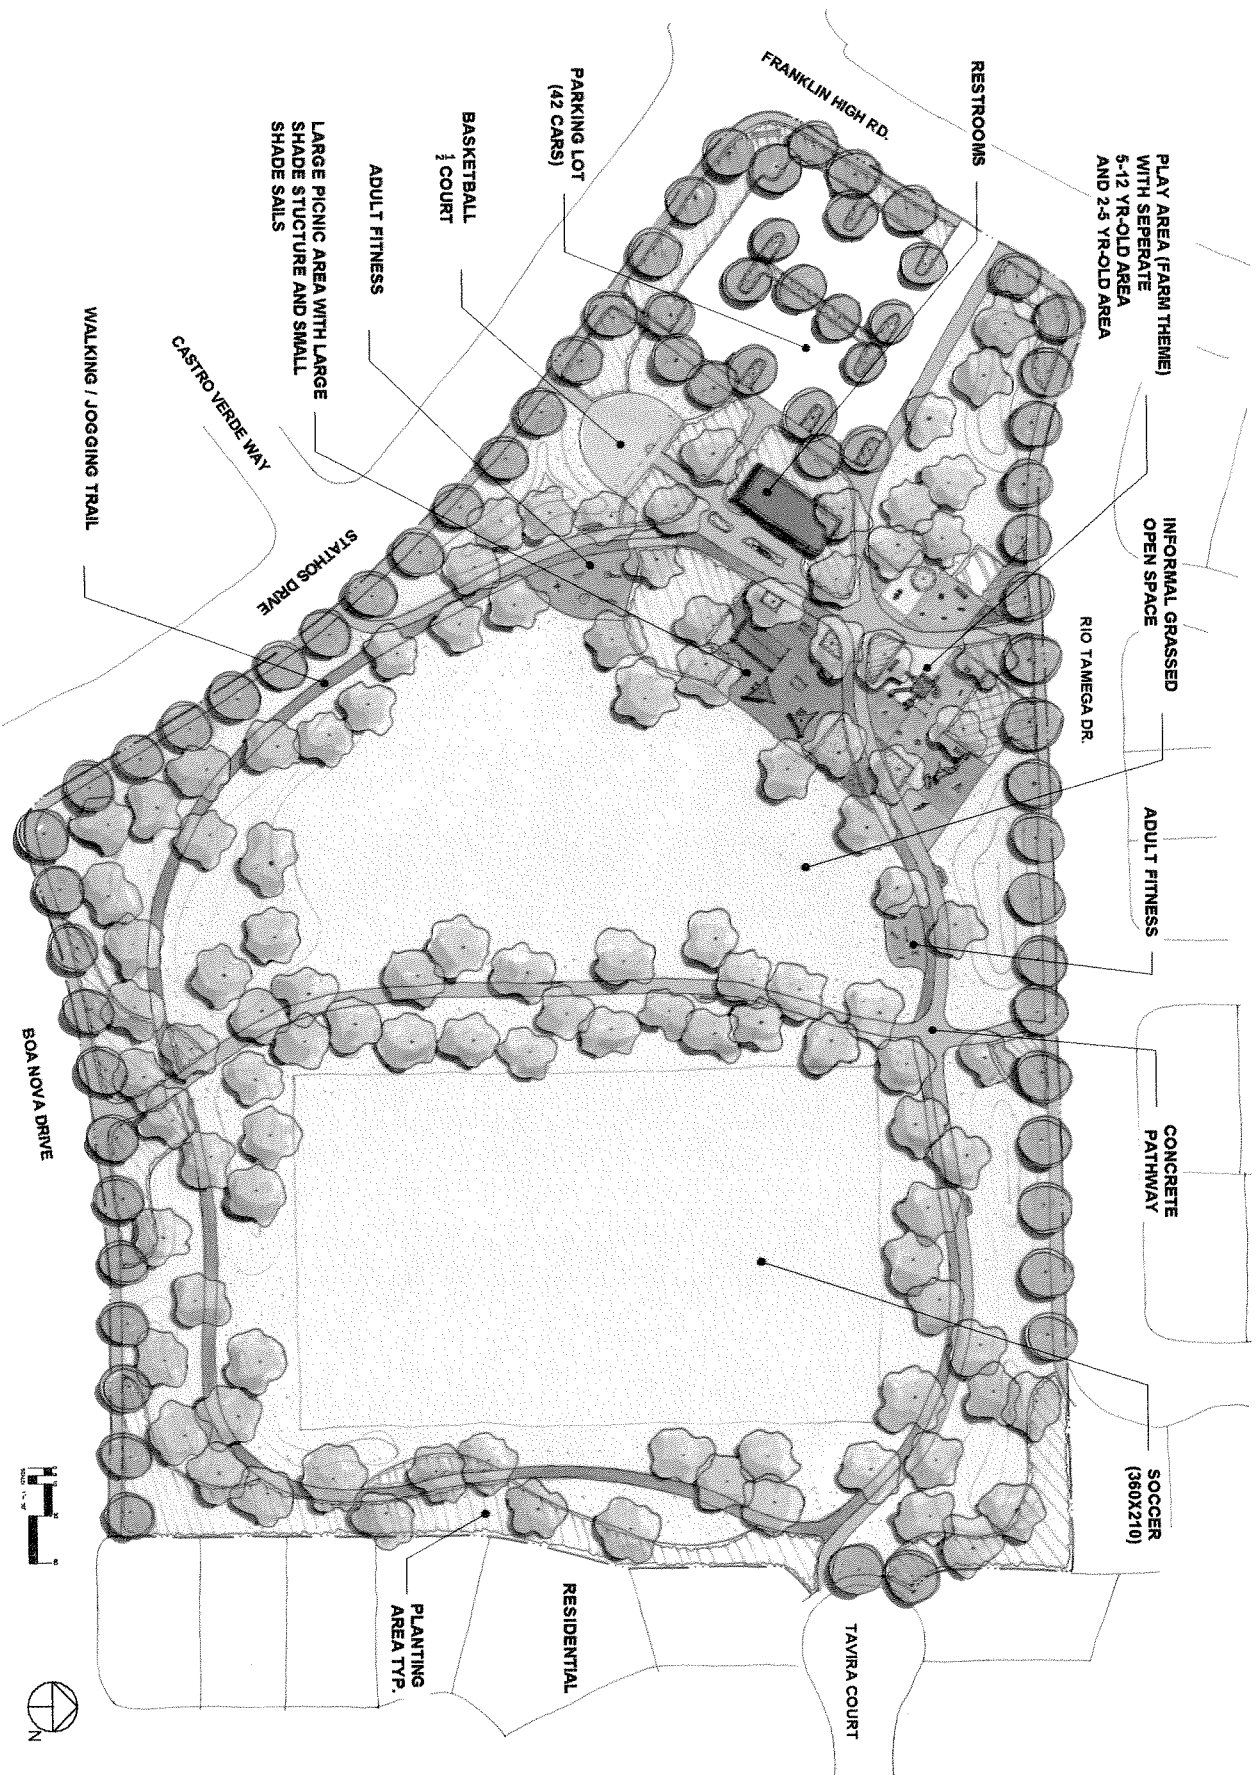 FRANKLIN HIGH RD.
RESTROOMS
PLAY AREA (FARM THEME)
WITH SEPERATE
5-12 YR-OLD AREA
AND 2-5 YR-OLD AREA
INFORMAL GRASSED
OPEN SPACE
RIO TAMEGA DR.
ADULT FITNESS
CONCRETE
PATHWAY
SOCCER
(360X210)
PARKING LOT
(42 CARS)
BASKETBALL
½ COURT
ADULT FITNESS
LARGE PICNIC AREA WITH LARGE
SHADE STUCTURE AND SMALL
SHADE SAILS
CASTRO VERDE WAY
WALKING / JOGGING TRAIL
STATHOS DRIVE
BOA NOVA DRIVE
PLANTING
AREA TYP.
RESIDENTIAL
TAVIRA COURT
N